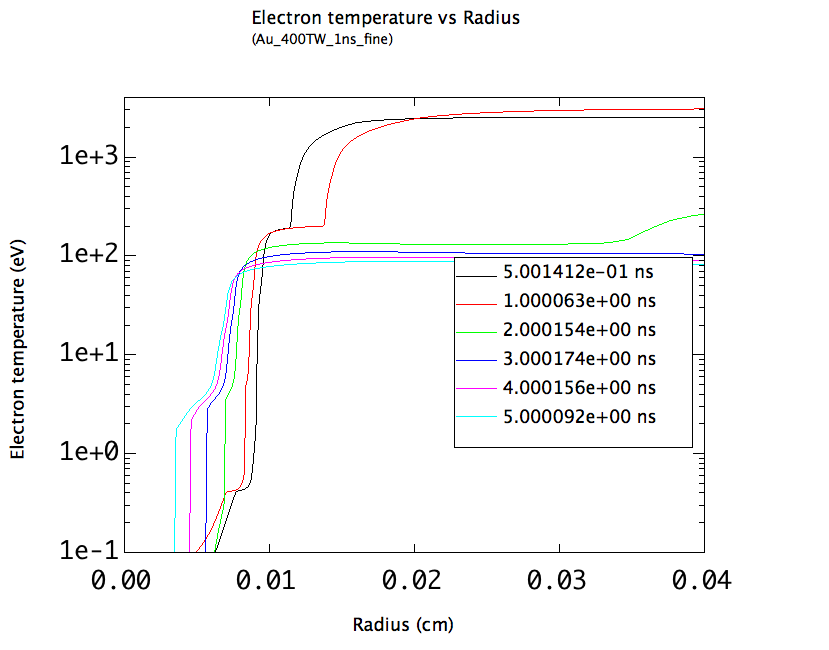 Electron temperature vs Radius
(Au_400TW_1ns_fine)
Electron temperature (eV)
1e+3
1e+2
1e+1
1e+0
1e-1
5.001412e-01 ns
1.000063e+00 ns
2.000154e+00 ns
3.000174e+00 ns
4.000156e+00 ns
5.000092e+00 ns
0.00 0.01 0.02 0.03 0.04
Radius (cm)